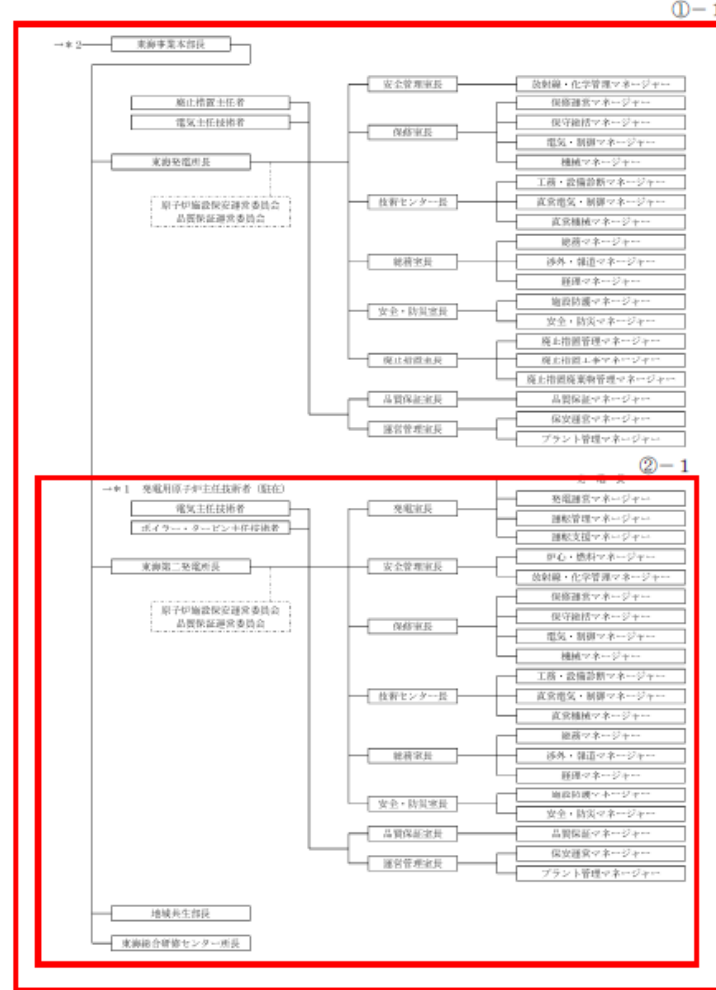 ①-1
→*2 東海事業本部長
安全管理室長 放射線・化学管理マネージャー
廃止措置主任者
保修運営マネージャー
電気主任技術者
保守総括マネージャー
保修室長
電気・制御マネージャー
東海発電所長
機械マネージャー
工務・設備診断マネージャー
原子炉施設保安運営委員会
品質保証運営委員会
技術センター長 直営電気・制御マネージャー
直営機械マネージャー
総務マネージャー
総務室長 渉外・報道マネージャー
経理マネージャー
施設防護マネージャー
安全・防災室長
安全・防災マネージャー
廃止措置管理マネージャー
廃止措置室長 廃止措置工事マネージャー
廃止措置廃棄物管理マネージャー
品質保証室長 品質保証マネージャー
保安運営マネージャー
運営管理室長
プラント管理マネージャー
②-1
→*1 発電用原子炉主任技術者(駐在)
発電運営マネージャー
電気主任技術者 発電室長 運転管理マネージャー
ボイラー・タービン主任技術者
運転支援マネージャー
炉心・燃料マネージャー
東海第二発電所長 安全管理室長
放射線・化学管理マネージャー
保修運営マネージャー
原子炉施設保安運営委員会
品質保証運営委員会
保守総括マネージャー
保修室長
電気・制御マネージャー
機械マネージャー
工務・設備診断マネージャー
技術センター長 直営電気・制御マネージャー
直営機械マネージャー
総務マネージャー
総務室長 渉外・報道マネージャー
経理マネージャー
施設防護マネージャー
安全・防災室長
安全・防災マネージャー
品質保証室長 品質保証マネージャー
保安運営マネージャー
運営管理室長
プラント管理マネージャー
地域共生部長
東海総合研修センター所長